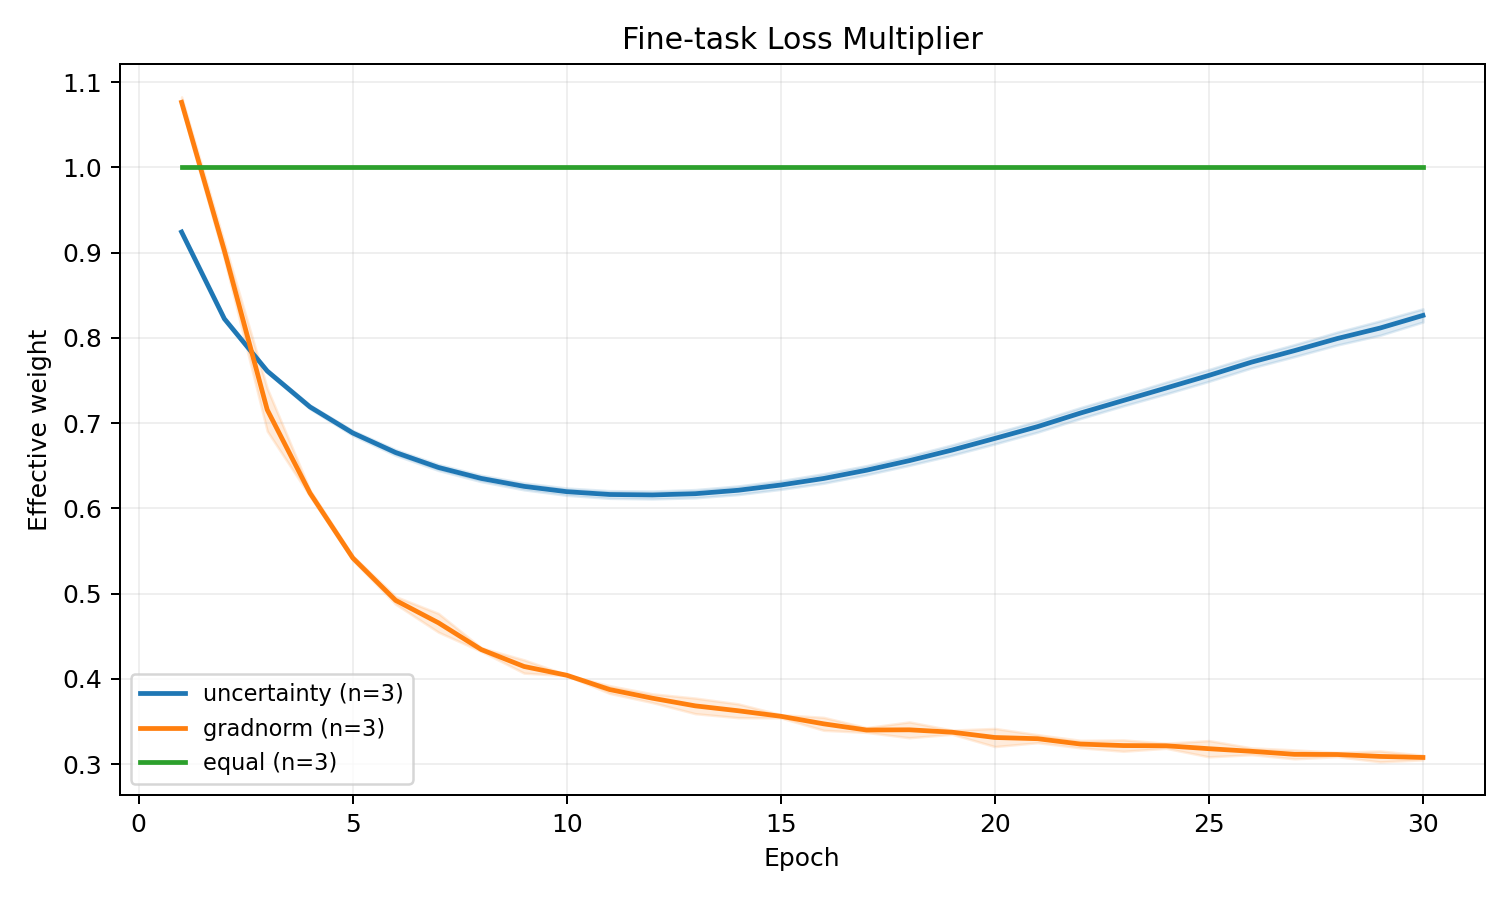 Fine-task Loss Multiplier
1.1
1.0
0.9
0.8
0.7
0.6
0.5
0.4
0.3
Effective weight
uncertainty (n=3)
gradnorm (n=3)
equal (n=3)
0 5 10 15 20 25 30
Epoch